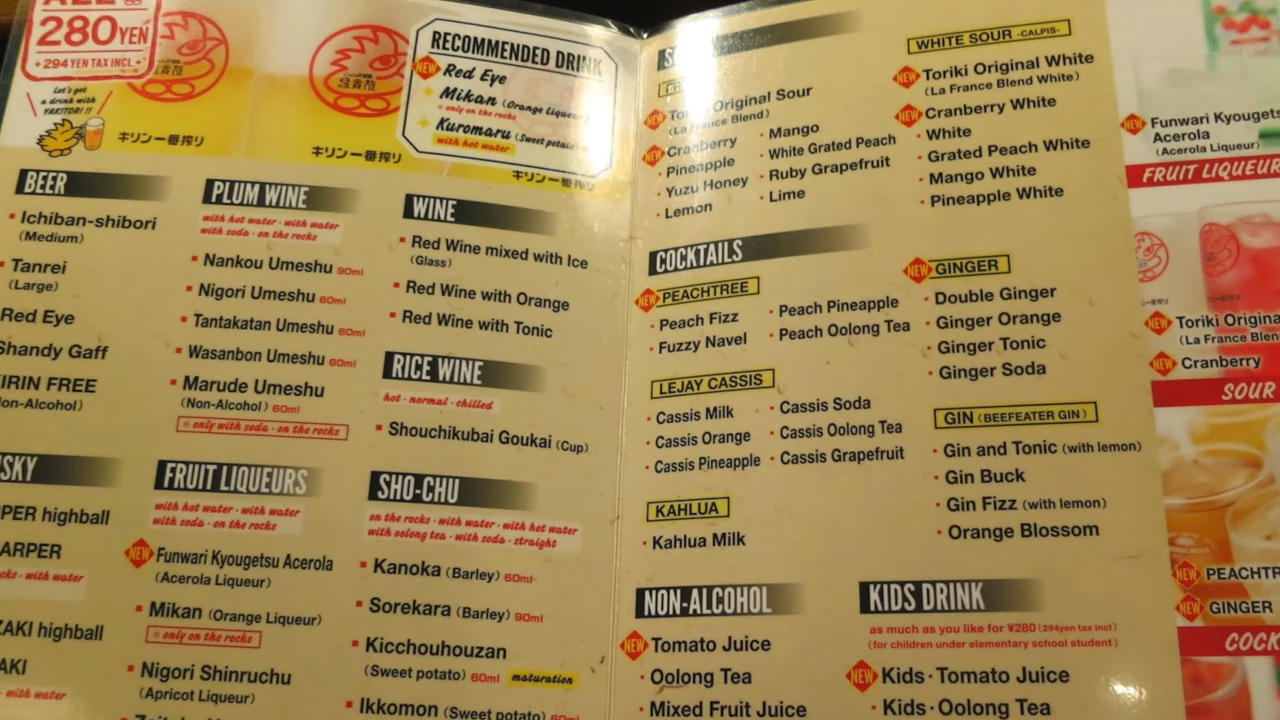 280 YEN
+294 YEN TAX INCL.+
Let's get
a drink with
YAKITORI!!
キリン一番搾り
キリン一番搾り
キリン一番搾り
RECOMMENDED DRINK
NEW Red Eye
Mikan (Orange Liqueur)
only on the rocks
Kuromaru (Sweet potato)
with hot water
BEER
Ichiban-shibori
(Medium)
Tanrei
(Large)
Red Eye
Shandy Gaff
KIRIN FREE
(Non-Alcohol)
PLUM WINE
with hot water · with water
with soda · on the rocks
Nankou Umeshu 90ml
Nigori Umeshu 60ml
Tantakatan Umeshu 60ml
Wasanbon Umeshu 60ml
Marude Umeshu
(Non-Alcohol) 60ml
※ only with soda · on the rocks
WINE
Red Wine mixed with Ice
(Glass)
Red Wine with Orange
Red Wine with Tonic
RICE WINE
hot · normal · chilled
Shouchikubai Goukai (Cup)
SKY
PER highball
ARPER
cks · with water
ZAKI highball
AKI
with water
FRUIT LIQUEURS
with hot water · with water
with soda · on the rocks
NEW Funwari Kyougetsu Acerola
(Acerola Liqueur)
Mikan (Orange Liqueur)
※ only on the rocks
Nigori Shinruchu
(Apricot Liqueur)
SHO-CHU
on the rocks · with water · with hot water
with oolong tea · with soda · straight
Kanoka (Barley) 60ml
Sorekara (Barley) 90ml
Kicchouhouzan
(Sweet potato) 60ml maturation
Ikkomon (Sweet potato) 60ml
NEW Toriki Original Sour
(La France Blend)
NEW Cranberry
· Pineapple
· Yuzu Honey
· Lemon
· Mango
· White Grated Peach
· Ruby Grapefruit
· Lime
WHITE SOUR -CALPIS-
NEW Toriki Original White
(La France Blend White)
NEW Cranberry White
· White
· Grated Peach White
· Mango White
· Pineapple White
COCKTAILS
NEW PEACHTREE
· Peach Fizz
· Fuzzy Navel
· Peach Pineapple
· Peach Oolong Tea
LEJAY CASSIS
· Cassis Milk
· Cassis Orange
· Cassis Pineapple
· Cassis Soda
· Cassis Oolong Tea
· Cassis Grapefruit
KAHLUA
· Kahlua Milk
NEW GINGER
· Double Ginger
· Ginger Orange
· Ginger Tonic
· Ginger Soda
GIN (BEEFEATER GIN)
· Gin and Tonic (with lemon)
· Gin Buck
· Gin Fizz (with lemon)
· Orange Blossom
NON-ALCOHOL
NEW Tomato Juice
· Oolong Tea
· Mixed Fruit Juice
KIDS DRINK
as much as you like for ¥280 (294yen tax incl)
(for children under elementary school student)
NEW Kids · Tomato Juice
· Kids · Oolong Tea
NEW Funwari Kyougets
Acerola
(Acerola Liqueur)
FRUIT LIQUEUR
NEW Toriki Origina
(La France Blen
NEW Cranberry
SOUR
NEW PEACHTR
NEW GINGER
COCK